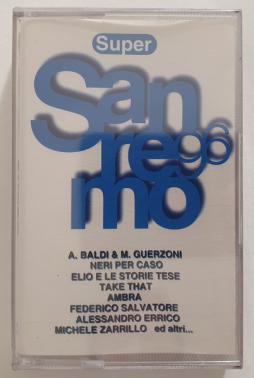 Super
San
re96
mo
A. BALDI & M. GUERZONI
NERI PER CASO
ELIO E LE STORIE TESE
TAKE THAT
AMBRA
FEDERICO SALVATORE
ALESSANDRO ERRICO
MICHELE ZARRILLO ed altri...